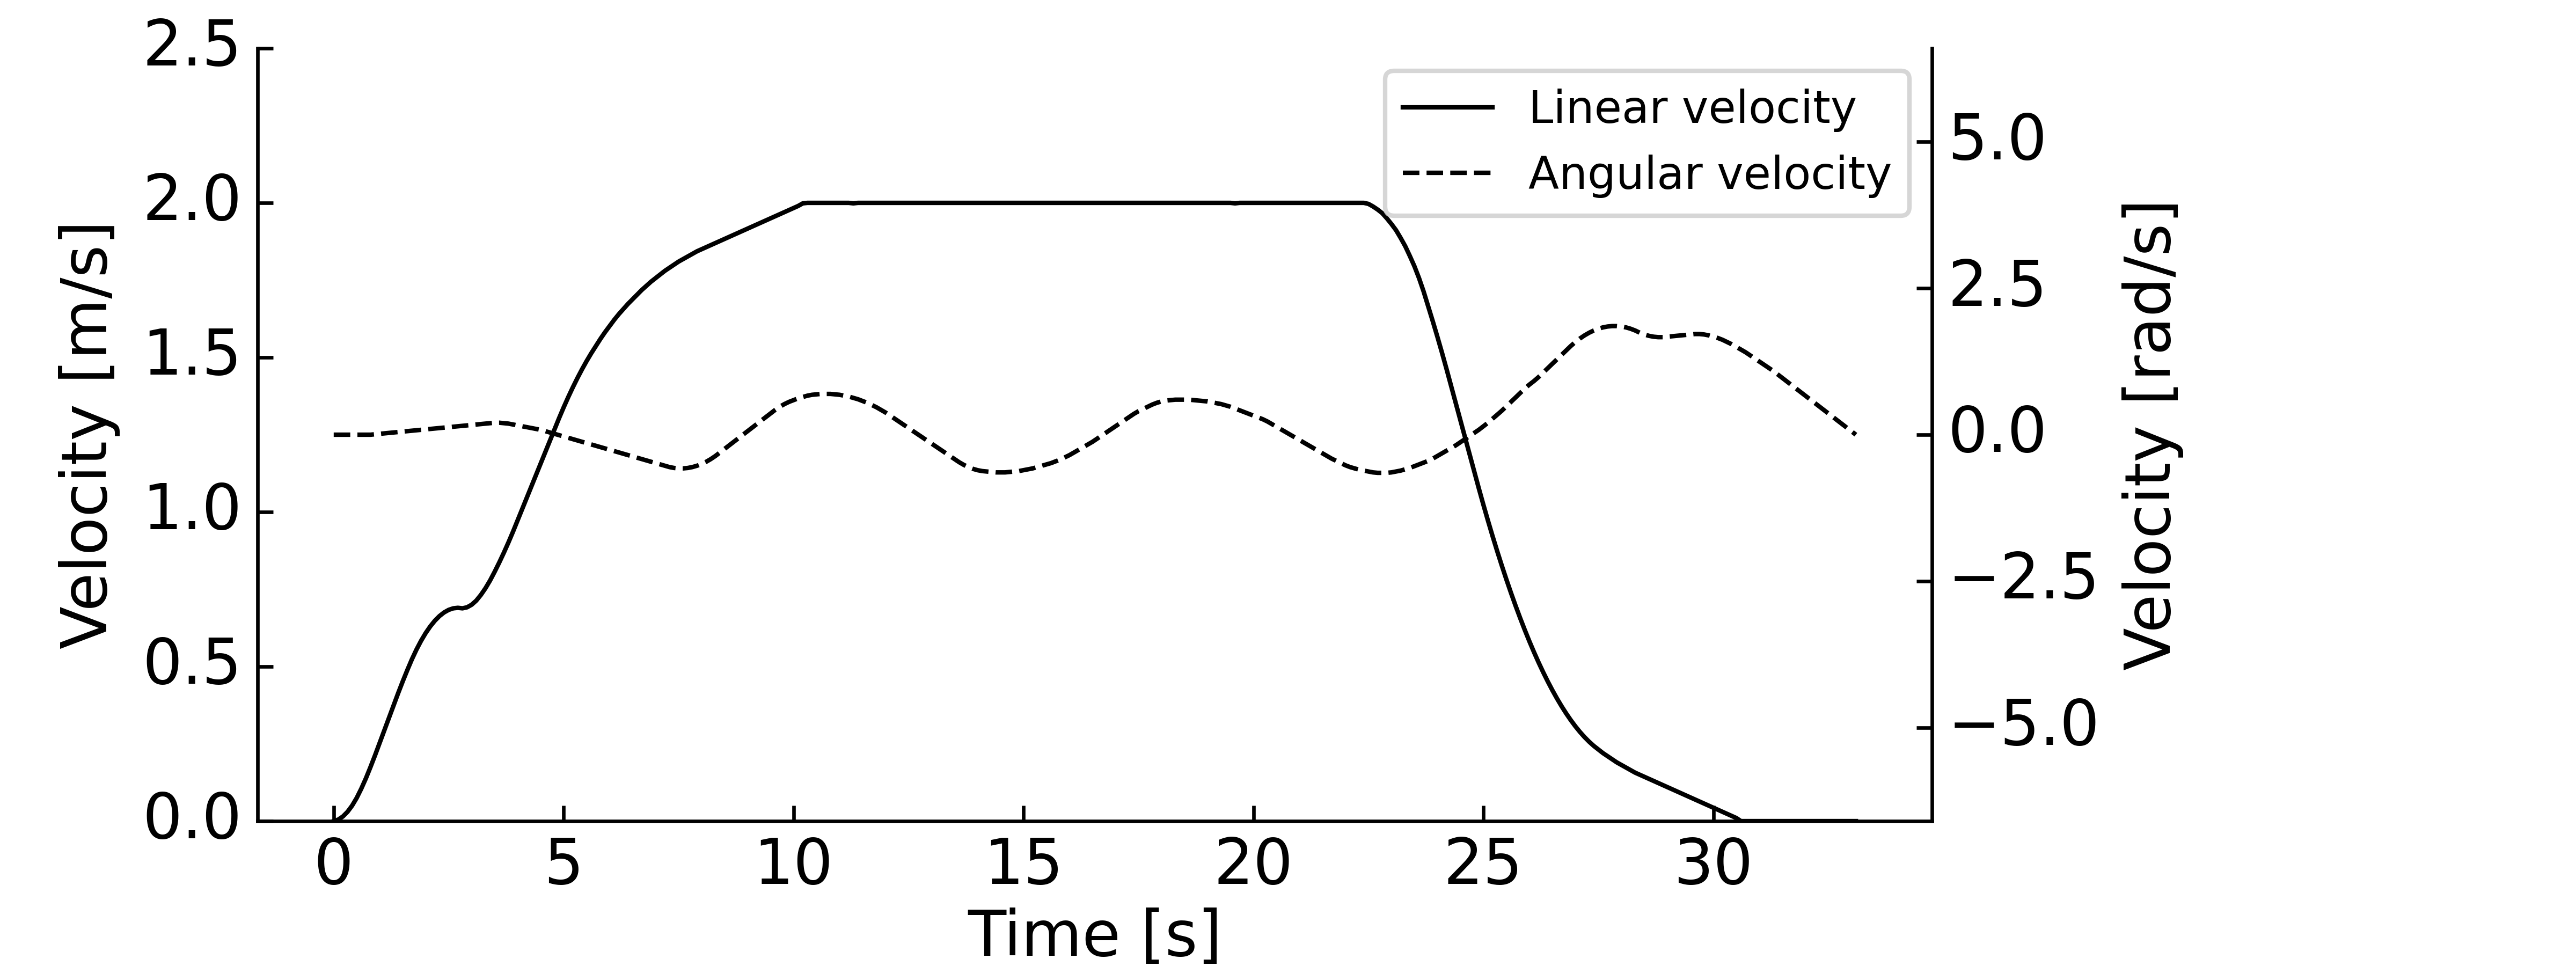 2.5
2.0
1.5
1.0
0.5
0.0
Velocity [m/s]
Linear velocity
Angular velocity
5.0
2.5
0.0
−2.5
−5.0
Velocity [rad/s]
0 5 10 15 20 25 30
Time [s]